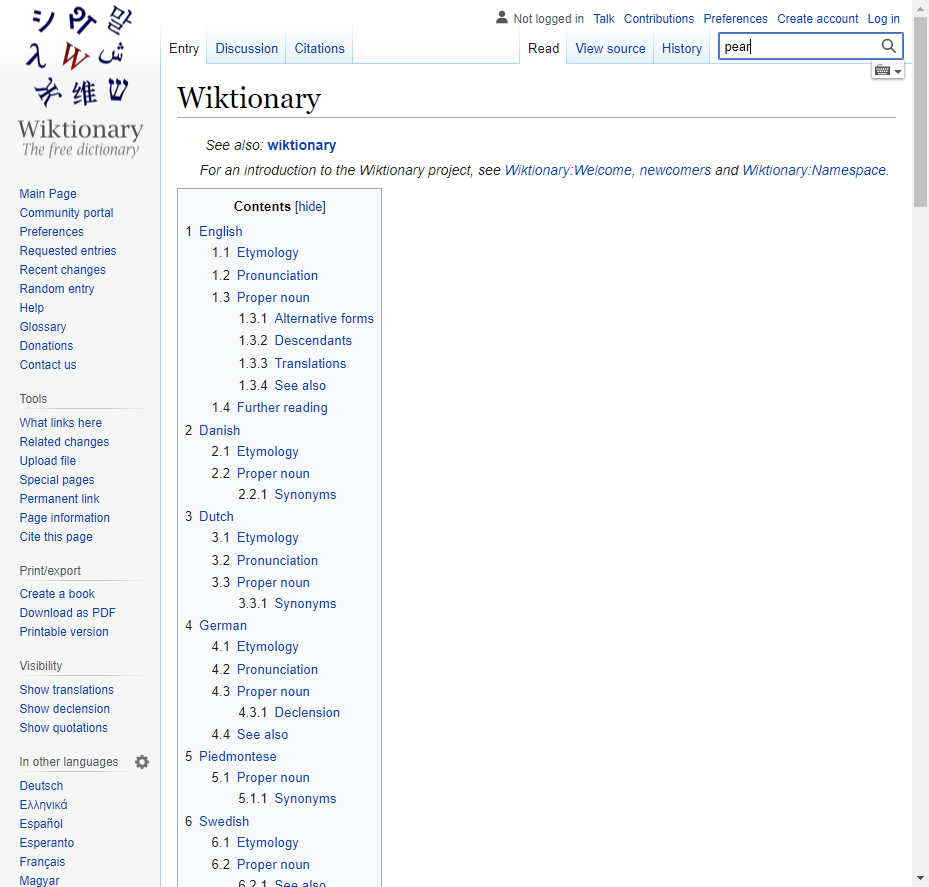 Not logged in Talk Contributions Preferences Create account Log in
Entry Discussion Citations Read View source History pear
Wiktionary
The free dictionary
Wiktionary
See also: wiktionary
For an introduction to the Wiktionary project, see Wiktionary:Welcome, newcomers and Wiktionary:Namespace.
Main Page
Community portal
Preferences
Requested entries
Recent changes
Random entry
Help
Glossary
Donations
Contact us
Tools
What links here
Related changes
Upload file
Special pages
Permanent link
Page information
Cite this page
Print/export
Create a book
Download as PDF
Printable version
Visibility
Show translations
Show declension
Show quotations
In other languages
Deutsch
Ελληνικά
Español
Esperanto
Français
Magyar
Contents [hide]
1 English
1.1 Etymology
1.2 Pronunciation
1.3 Proper noun
1.3.1 Alternative forms
1.3.2 Descendants
1.3.3 Translations
1.3.4 See also
1.4 Further reading
2 Danish
2.1 Etymology
2.2 Proper noun
2.2.1 Synonyms
3 Dutch
3.1 Etymology
3.2 Pronunciation
3.3 Proper noun
3.3.1 Synonyms
4 German
4.1 Etymology
4.2 Pronunciation
4.3 Proper noun
4.3.1 Declension
4.4 See also
5 Piedmontese
5.1 Proper noun
5.1.1 Synonyms
6 Swedish
6.1 Etymology
6.2 Proper noun
6.2.1 See also